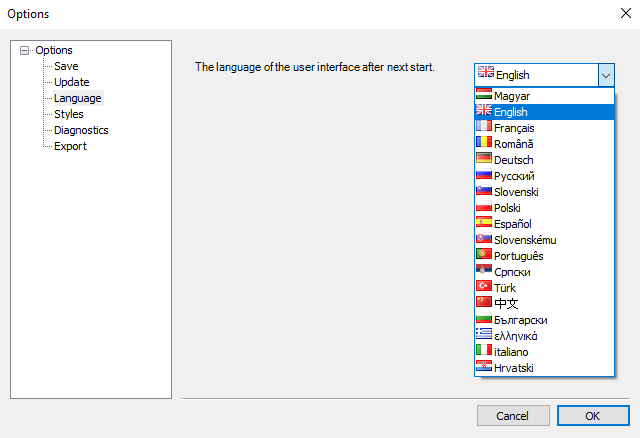 Options
Options
Save
Update
Language
Styles
Diagnostics
Export
The language of the user interface after next start.
English
Magyar
English
Français
Română
Deutsch
Русский
Slovenski
Polski
Español
Slovenskému
Português
Српски
Türk
中文
Български
ελληνικά
italiano
Hrvatski
Cancel
OK